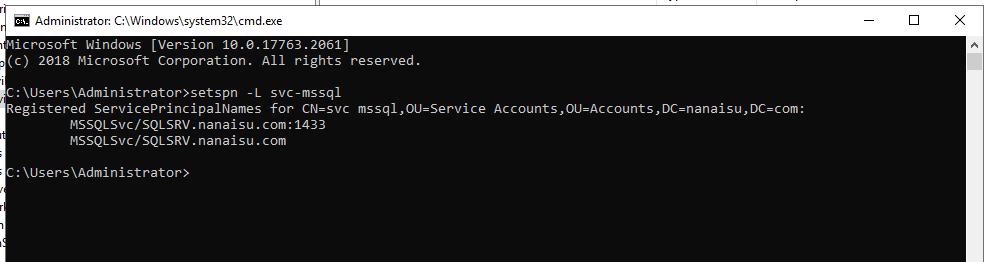 Administrator: C:\Windows\system32\cmd.exe
Microsoft Windows [Version 10.0.17763.2061]
(c) 2018 Microsoft Corporation. All rights reserved.
C:\Users\Administrator>setspn -L svc-mssql
Registered ServicePrincipalNames for CN=svc mssql,OU=Service Accounts,OU=Accounts,DC=nanaisu,DC=com:
MSSQLSvc/SQLSRV.nanaisu.com:1433
MSSQLSvc/SQLSRV.nanaisu.com
C:\Users\Administrator>